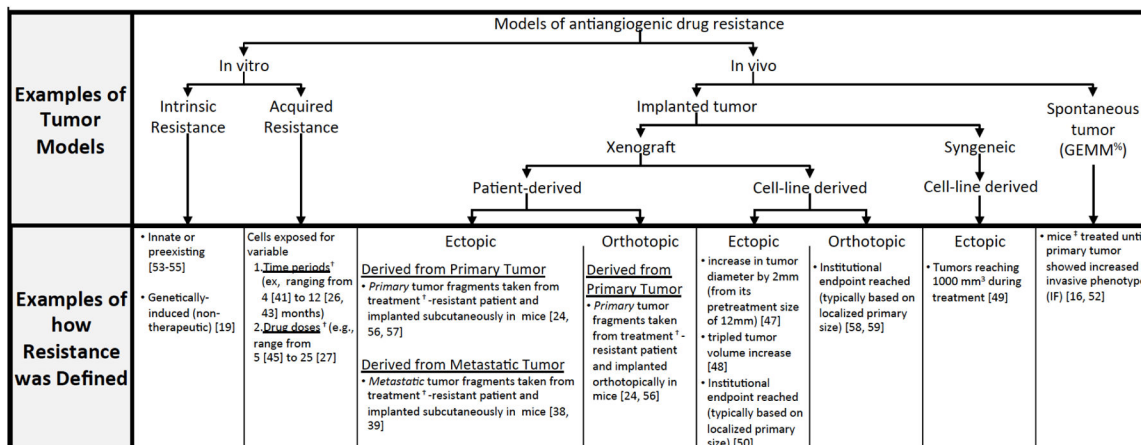 Models of antiangiogenic drug resistance
In vitro
In vivo
Examples of
Tumor
Models
Intrinsic
Resistance
Acquired
Resistance
Implanted tumor
Spontaneous
tumor
(GEMM%)
Xenograft
Syngeneic
Patient-derived
Cell-line derived
Cell-line derived
Examples of
how
Resistance
was Defined
• Innate or
preexisting
[53-55]
• Genetically-
induced (non-
therapeutic) [19]
Cells exposed for
variable
1.Time periods†
(ex, ranging from
4 [41] to 12 [26,
43] months)
2.Drug doses† (e.g.,
range from
5 [45] to 25 [27]
Ectopic
Derived from Primary Tumor
• Primary tumor fragments taken from
treatment†-resistant patient and
implanted subcutaneously in mice [24,
56, 57]
Derived from Metastatic Tumor
• Metastatic tumor fragments taken from
treatment†-resistant patient and
implanted subcutaneously in mice [38,
39]
Orthotopic
Derived from
Primary Tumor
• Primary tumor
fragments taken
from treatment†-
resistant patient
and implanted
orthotopically in
mice [24, 56]
Ectopic
• increase in tumor
diameter by 2mm
(from its
pretreatment size
of 12mm) [47]
• tripled tumor
volume increase
[48]
• Institutional
endpoint reached
(typically based on
localized primary
size) [50]
Orthotopic
• Institutional
endpoint reached
(typically based on
localized primary
size) [58, 59]
Ectopic
• Tumors reaching
1000 mm³ during
treatment [49]
• mice‡ treated until
primary tumor
showed increased
invasive phenotype
(IF) [16, 52]